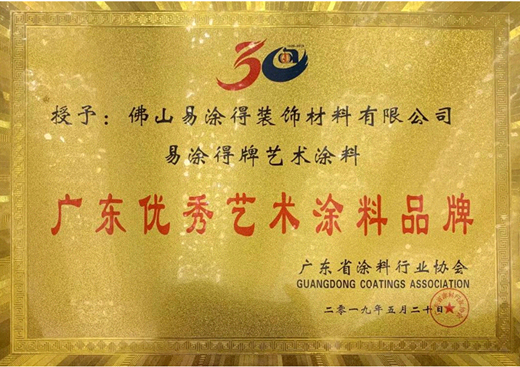 30
授予：佛山易涂得装饰材料有限公司
易涂得牌艺术涂料
广东优秀艺术涂料品牌
广东省涂料行业协会
GUANGDONG COATINGS ASSOCIATION
二零一九年五月二十日